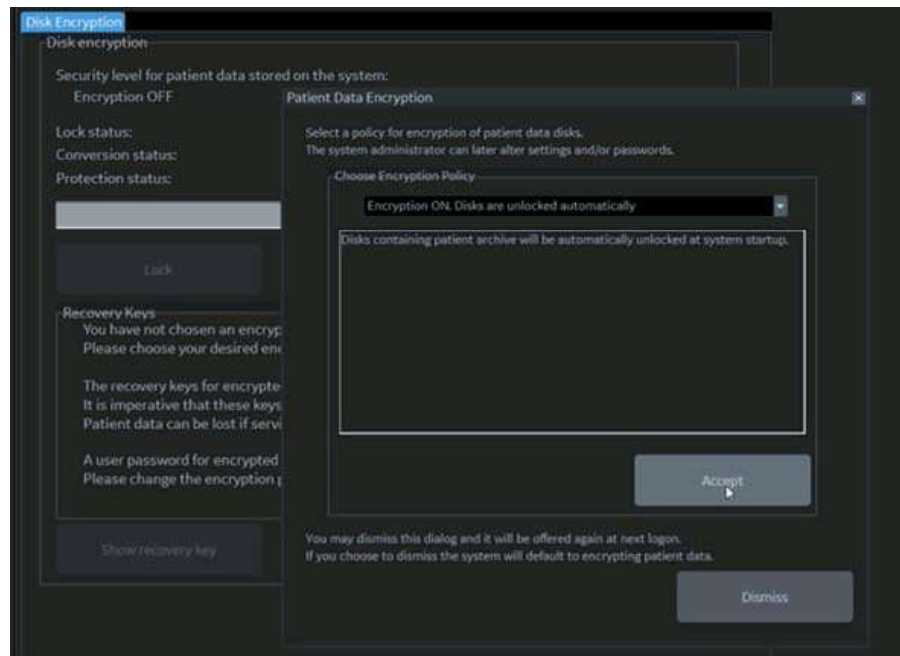 Disk Encryption
Disk encryption
Security level for patient data stored on the system:
Encryption OFF
Lock status:
Conversion status:
Protection status:
Lock
Recovery Keys
You have not chosen an encryp
Please choose your desired en
The recovery keys for encrypte
It is imperative that these keys
Patient data can be lost if servi
A user password for encrypted
Please change the encryption p
Show recovery key
Patient Data Encryption
Select a policy for encryption of patient data disks.
The system administrator can later alter settings and/or passwords.
Choose Encryption Policy
Encryption ON. Disks are unlocked automatically
Disks containing patient archive will be automatically unlocked at system startup.
Accept
You may dismiss this dialog and it will be offered again at next logon.
If you choose to dismiss the system will default to encrypting patient data.
Dismiss